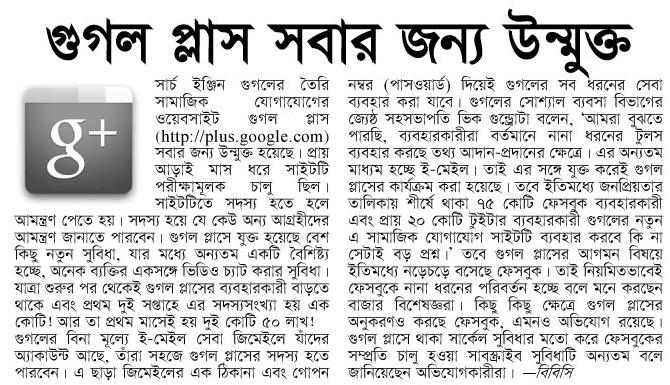 গুগল প্লাস সবার জন্য উন্মুক্ত
g+
সার্চ ইঞ্জিন গুগলের তৈরি
সামাজিক যোগাযোগের
ওয়েবসাইট গুগল প্লাস
(http://plus.google.com)
সবার জন্য উন্মুক্ত হয়েছে। প্রায়
আড়াই মাস ধরে সাইটটি
পরীক্ষামূলক চালু ছিল।
সাইটটিতে সদস্য হতে হলে
আমন্ত্রণ পেতে হয়। সদস্য হয়ে যে কেউ অন্য আগ্রহীদের
আমন্ত্রণ জানাতে পারবেন। গুগল প্লাসে যুক্ত হয়েছে বেশ
কিছু নতুন সুবিধা, যার মধ্যে অন্যতম একটি বৈশিষ্ট্য
হচ্ছে, অনেক ব্যক্তির একসঙ্গে ভিডিও চ্যাট করার সুবিধা।
যাত্রা শুরুর পর থেকেই গুগল প্লাসের ব্যবহারকারী বাড়তে
থাকে এবং প্রথম দুই সপ্তাহে এর সদস্যসংখ্যা হয় এক
কোটি! আর তা প্রথম মাসেই হয় দুই কোটি ৫০ লাখ!
গুগলের বিনা মূল্যে ই-মেইল সেবা জিমেইলে যাঁদের
অ্যাকাউন্ট আছে, তাঁরা সহজে গুগল প্লাসের সদস্য হতে
পারবেন। এ ছাড়া জিমেইলের এক ঠিকানা এবং গোপন
নম্বর (পাসওয়ার্ড) দিয়েই গুগলের সব ধরনের সেবা
ব্যবহার করা যাবে। গুগলের সোশ্যাল ব্যবসা বিভাগের
জ্যেষ্ঠ সহসভাপতি ভিক গুন্ড্রোটা বলেন, ‘আমরা বুঝতে
পারছি, ব্যবহারকারীরা বর্তমানে নানা ধরনের টুলস
ব্যবহার করছে তথ্য আদান-প্রদানের ক্ষেত্রে। এর অন্যতম
মাধ্যম হচ্ছে ই-মেইল। তাই এর সঙ্গে যুক্ত করেই গুগল
প্লাসের কার্যক্রম করা হয়েছে। তবে ইতিমধ্যে জনপ্রিয়তার
তালিকায় শীর্ষে থাকা ৭৫ কোটি ফেসবুক ব্যবহারকারী
এবং প্রায় ২০ কোটি টুইটার ব্যবহারকারী গুগলের নতুন
এ সামাজিক যোগাযোগ সাইটটি ব্যবহার করবে কি না
সেটাই বড় প্রশ্ন।’ তবে গুগল প্লাসের আগমন বিষয়ে
ইতিমধ্যে নড়েচড়ে বসেছে ফেসবুক। তাই নিয়মিতভাবেই
ফেসবুকে নানা ধরনের পরিবর্তন হচ্ছে বলে মনে করছেন
বাজার বিশেষজ্ঞরা। কিছু কিছু ক্ষেত্রে গুগল প্লাসের
অনুকরণও করছে ফেসবুক, এমনও অভিযোগ রয়েছে।
গুগল প্লাসে থাকা সার্কেল সুবিধার মতো করে ফেসবুকের
সম্প্রতি চালু হওয়া সাবস্ক্রাইব সুবিধাটি অন্যতম বলে
জানিয়েছেন অভিযোগকারীরা। —বিবিসি